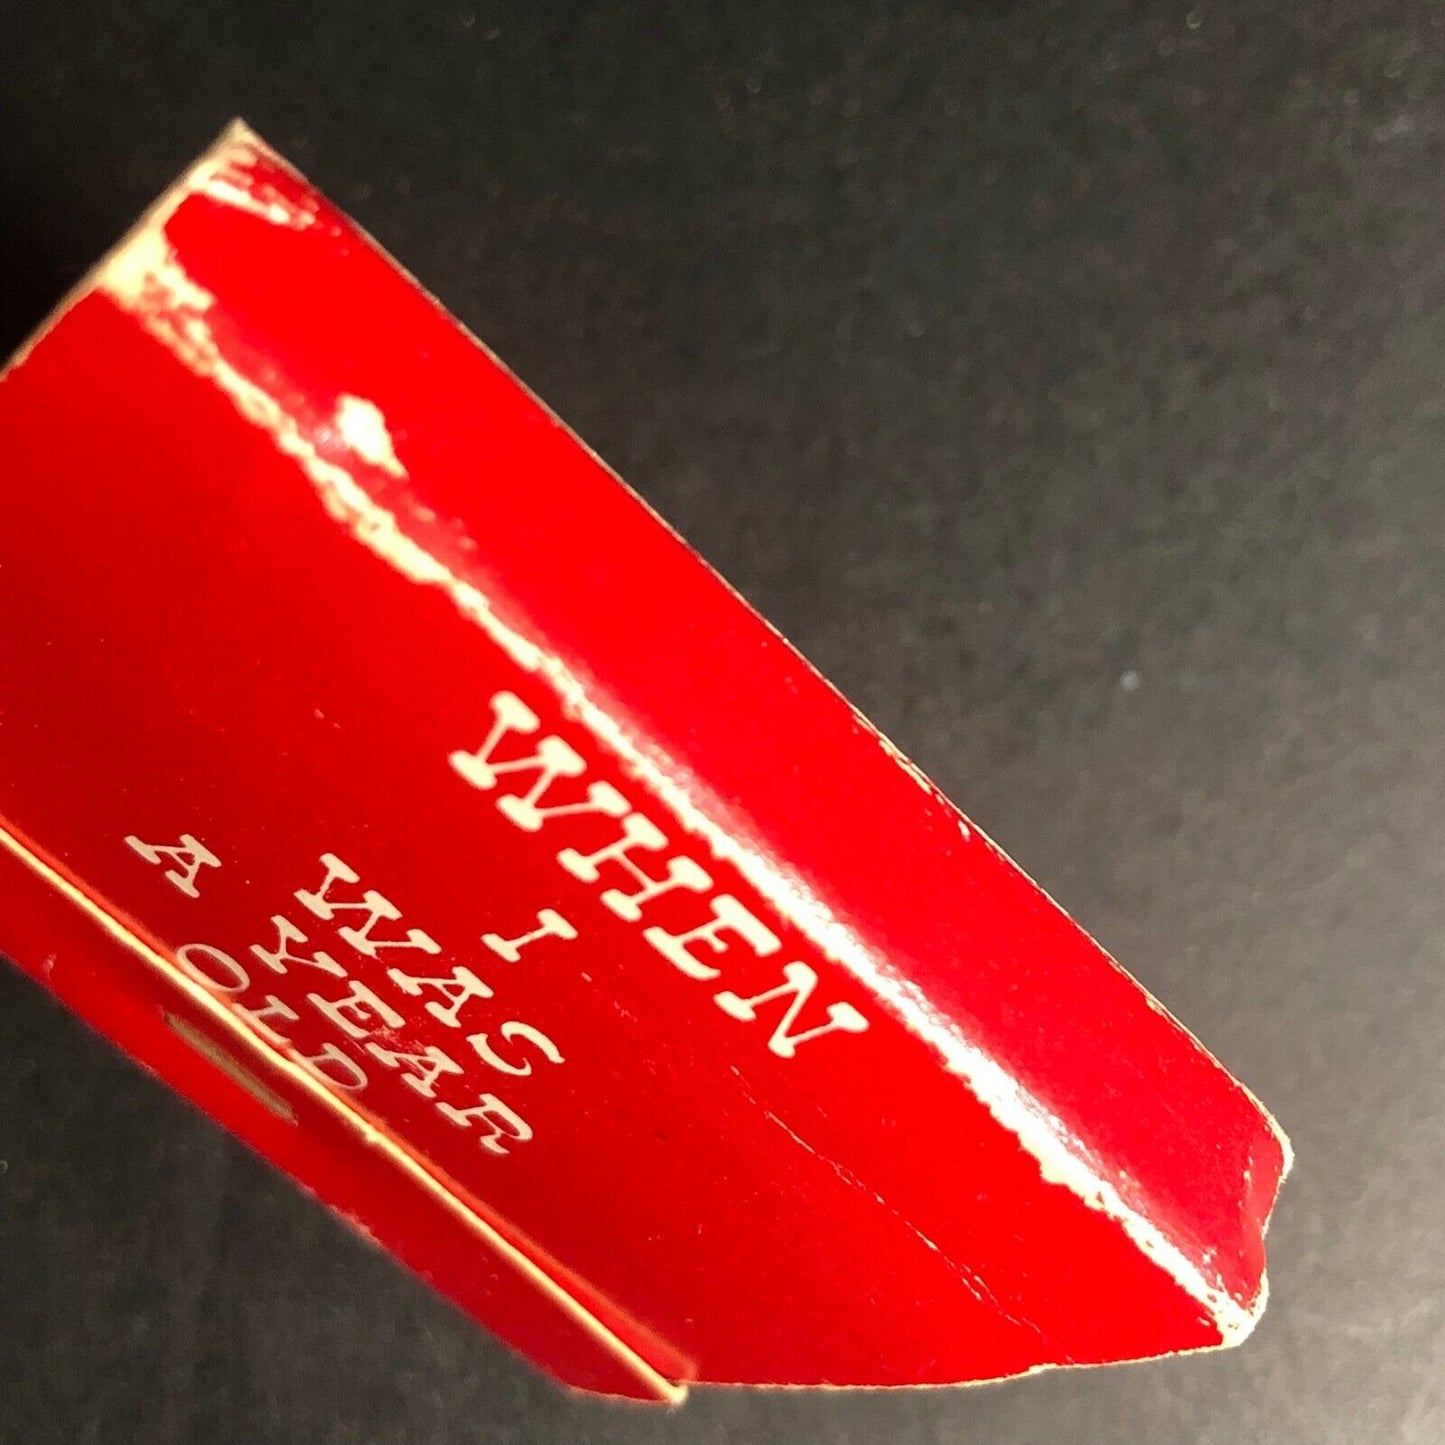 WHEN
I
WAS
A YEAR
OLD